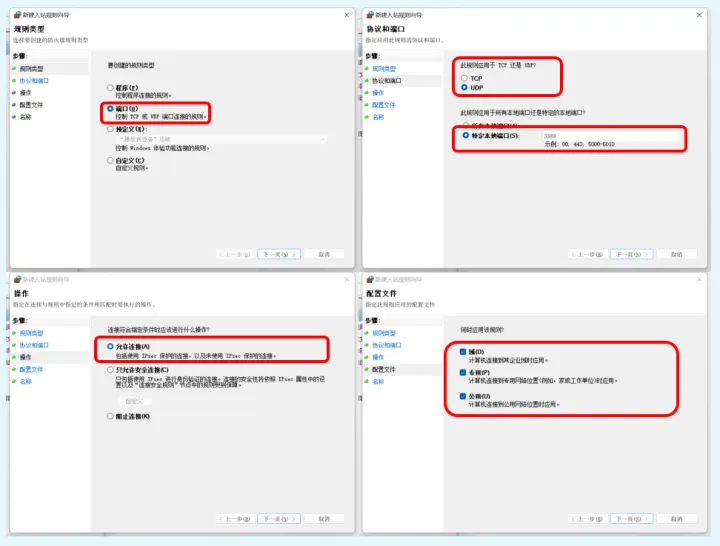 新建入站规则向导
规则类型
选择要创建的防火墙规则类型
步骤:
规则类型
协议和端口
操作
配置文件
名称
要创建的规则类型
程序(P)
控制程序连接的规则。
端口(O)
控制 TCP 或 UDP 端口连接的规则。
预定义(E):
控制 Windows 体验功能连接的规则。
自定义(C)
自定义规则。
< 上一步(B)
下一页(N) >
取消
新建入站规则向导
协议和端口
指定应用此规则的协议和端口。
步骤:
规则类型
协议和端口
操作
配置文件
名称
此规则应用于 TCP 还是 UDP?
TCP
UDP
此规则应用于所有本地端口还是特定的本地端口?
特定本地端口(S):
3389
示例: 80, 443, 5000-5010
< 上一步(B)
下一页(N) >
取消
新建入站规则向导
操作
指定在连接与规则中指定的条件相匹配时要执行的操作。
步骤:
规则类型
协议和端口
操作
配置文件
名称
连接符合指定条件时应该进行什么操作?
允许连接(A)
包括使用 IPsec 保护的连接，以及未使用 IPsec 保护的连接。
只允许安全连接(C)
只包括使用 IPsec 进行身份验证的连接。连接的安全性将依照 IPsec 属性中的设
置以及“连接安全规则”节点中的规则受到保障。
自定义
阻止连接(K)
< 上一步(B)
下一页(N) >
取消
新建入站规则向导
配置文件
指定此规则应用的配置文件
步骤:
规则类型
协议和端口
操作
配置文件
名称
何时应用该规则?
域(D)
计算机连接到其企业域时应用。
专用(P)
计算机连接到专用网络位置(例如，家或工作单位)时应用。
公用(U)
计算机连接到公用网络位置时应用。
< 上一步(B)
下一页(N) >
取消